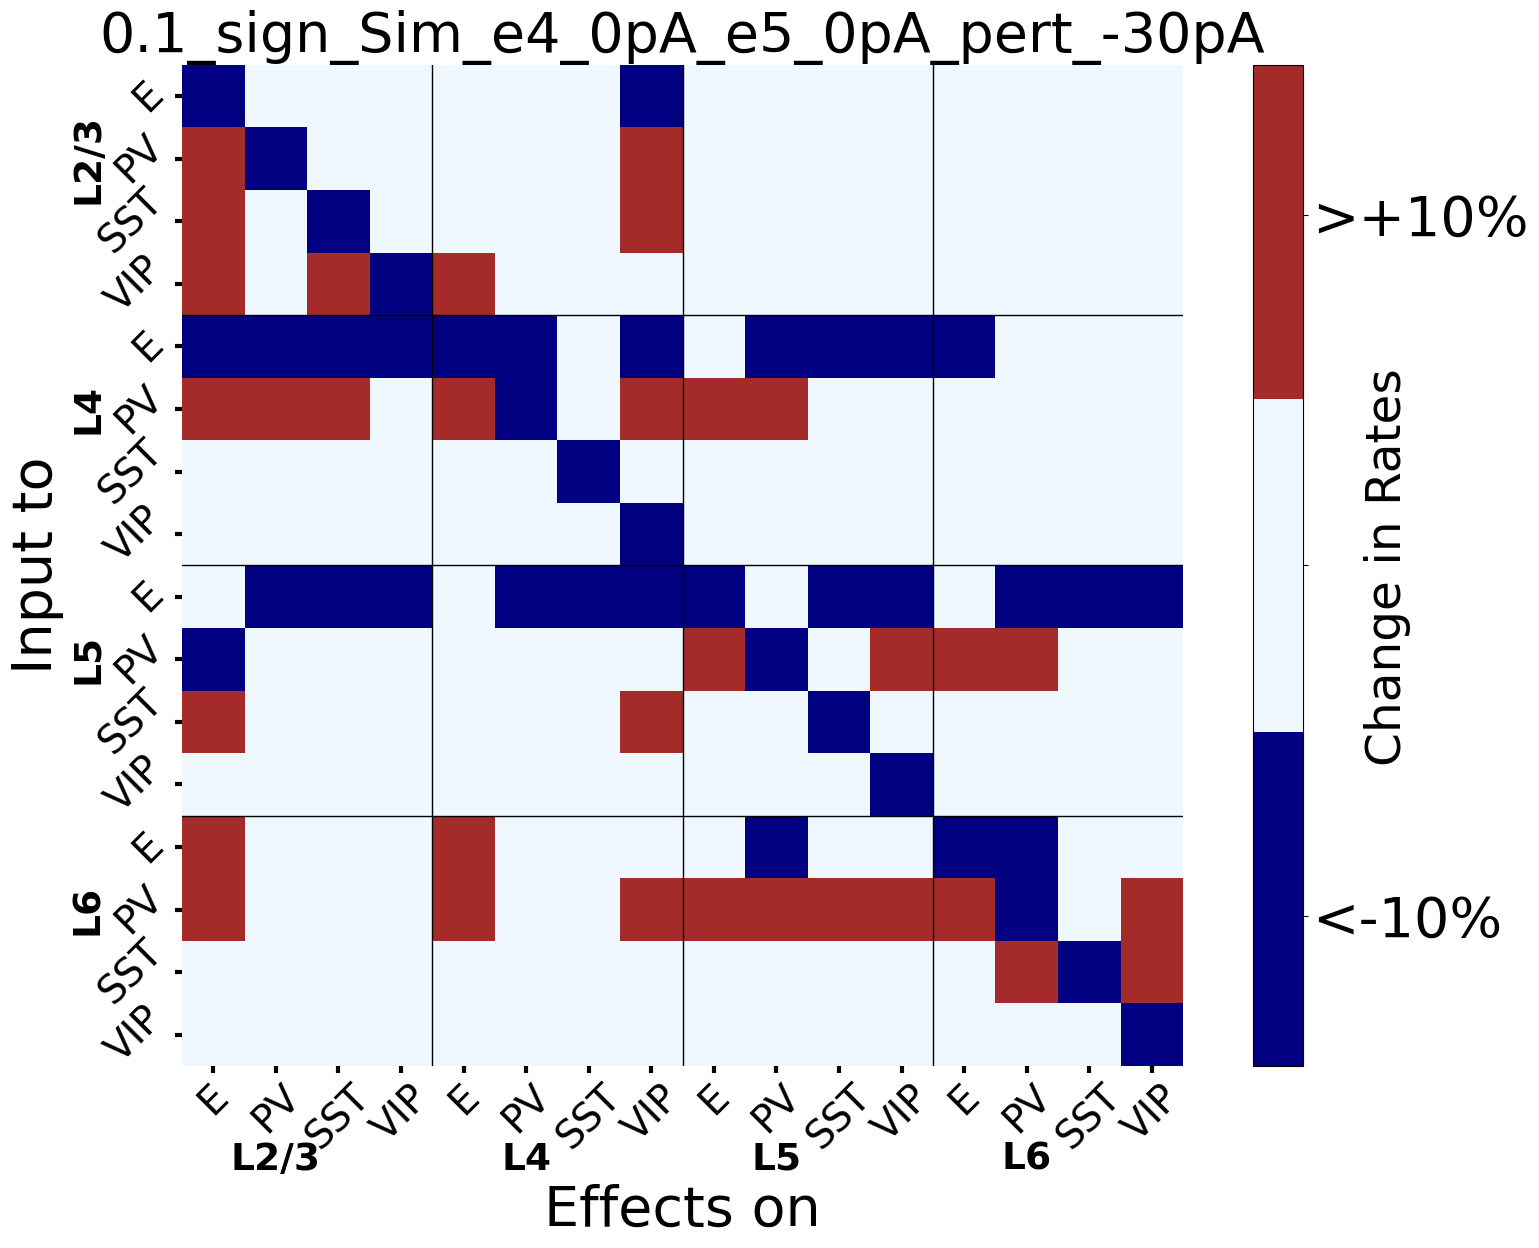 0.1_sign_Sim_e4_0pA_e5_0pA_pert_-30pA
Input to
L2/3
E
PV
SST
VIP
L4
E
PV
SST
VIP
L5
E
PV
SST
VIP
L6
E
PV
SST
VIP
E PV SST VIP E PV SST VIP E PV SST VIP E PV SST VIP
L2/3 L4 L5 L6
Effects on
>+10%
<-10%
Change in Rates